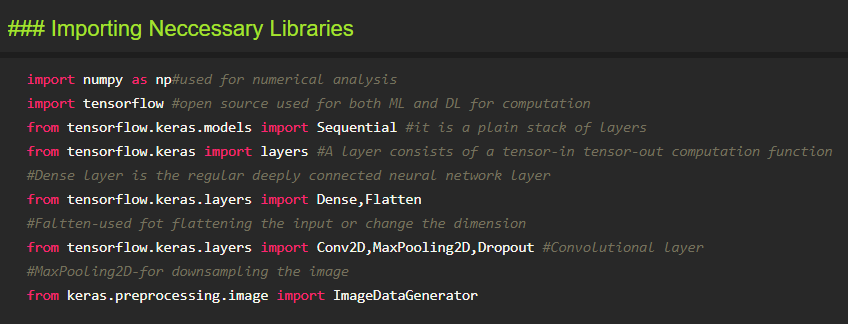 ### Importing Neccessary Libraries
import numpy as np#used for numerical analysis
import tensorflow #open source used for both ML and DL for computation
from tensorflow.keras.models import Sequential #it is a plain stack of layers
from tensorflow.keras import layers #A layer consists of a tensor-in tensor-out computation function
#Dense layer is the regular deeply connected neural network layer
from tensorflow.keras.layers import Dense,Flatten
#Faltten-used fot flattening the input or change the dimension
from tensorflow.keras.layers import Conv2D,MaxPooling2D,Dropout #Convolutional layer
#MaxPooling2D-for downsampling the image
from keras.preprocessing.image import ImageDataGenerator